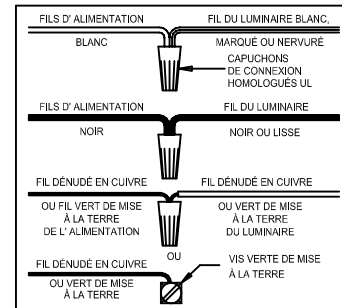 FILS D' ALIMENTATION
BLANC
FIL DU LUMINAIRE BLANC,
MARQUÉ OU NERVURÉ
CAPUCHONS
DE CONNEXION
HOMOLOGUÉS UL
FILS D' ALIMENTATION
NOIR
FIL DU LUMINAIRE
NOIR OU LISSE
FIL DÉNUDÉ EN CUIVRE
OU FIL VERT DE MISE
À LA TERRE
DE L' ALIMENTATION
FIL DÉNUDÉ EN CUIVRE
OU VERT DE MISE
À LA TERRE
DU LUMINAIRE
OU
FIL DÉNUDÉ EN CUIVRE
OU VERT DE MISE
À LA TERRE
VIS VERTE DE MISE
À LA TERRE